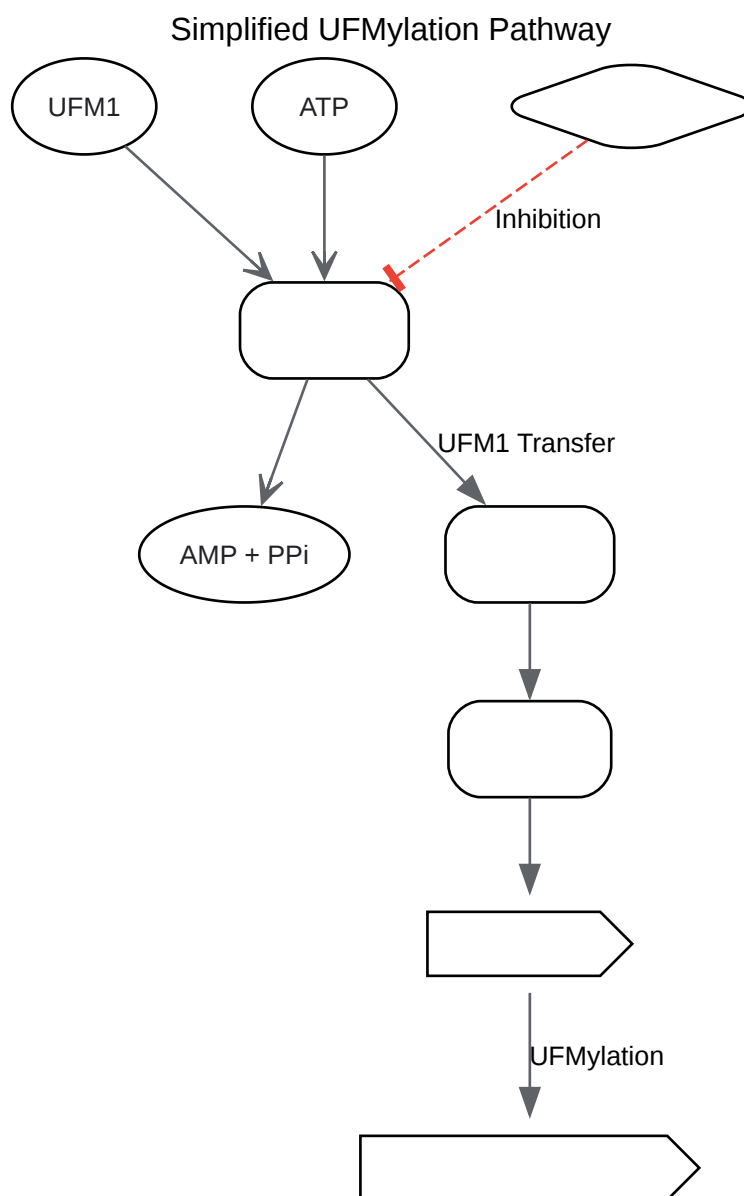 Simplified UFMylation Pathway
UFM1
ATP
Inhibition
UFM1 Transfer
AMP + PPi
UFMylation